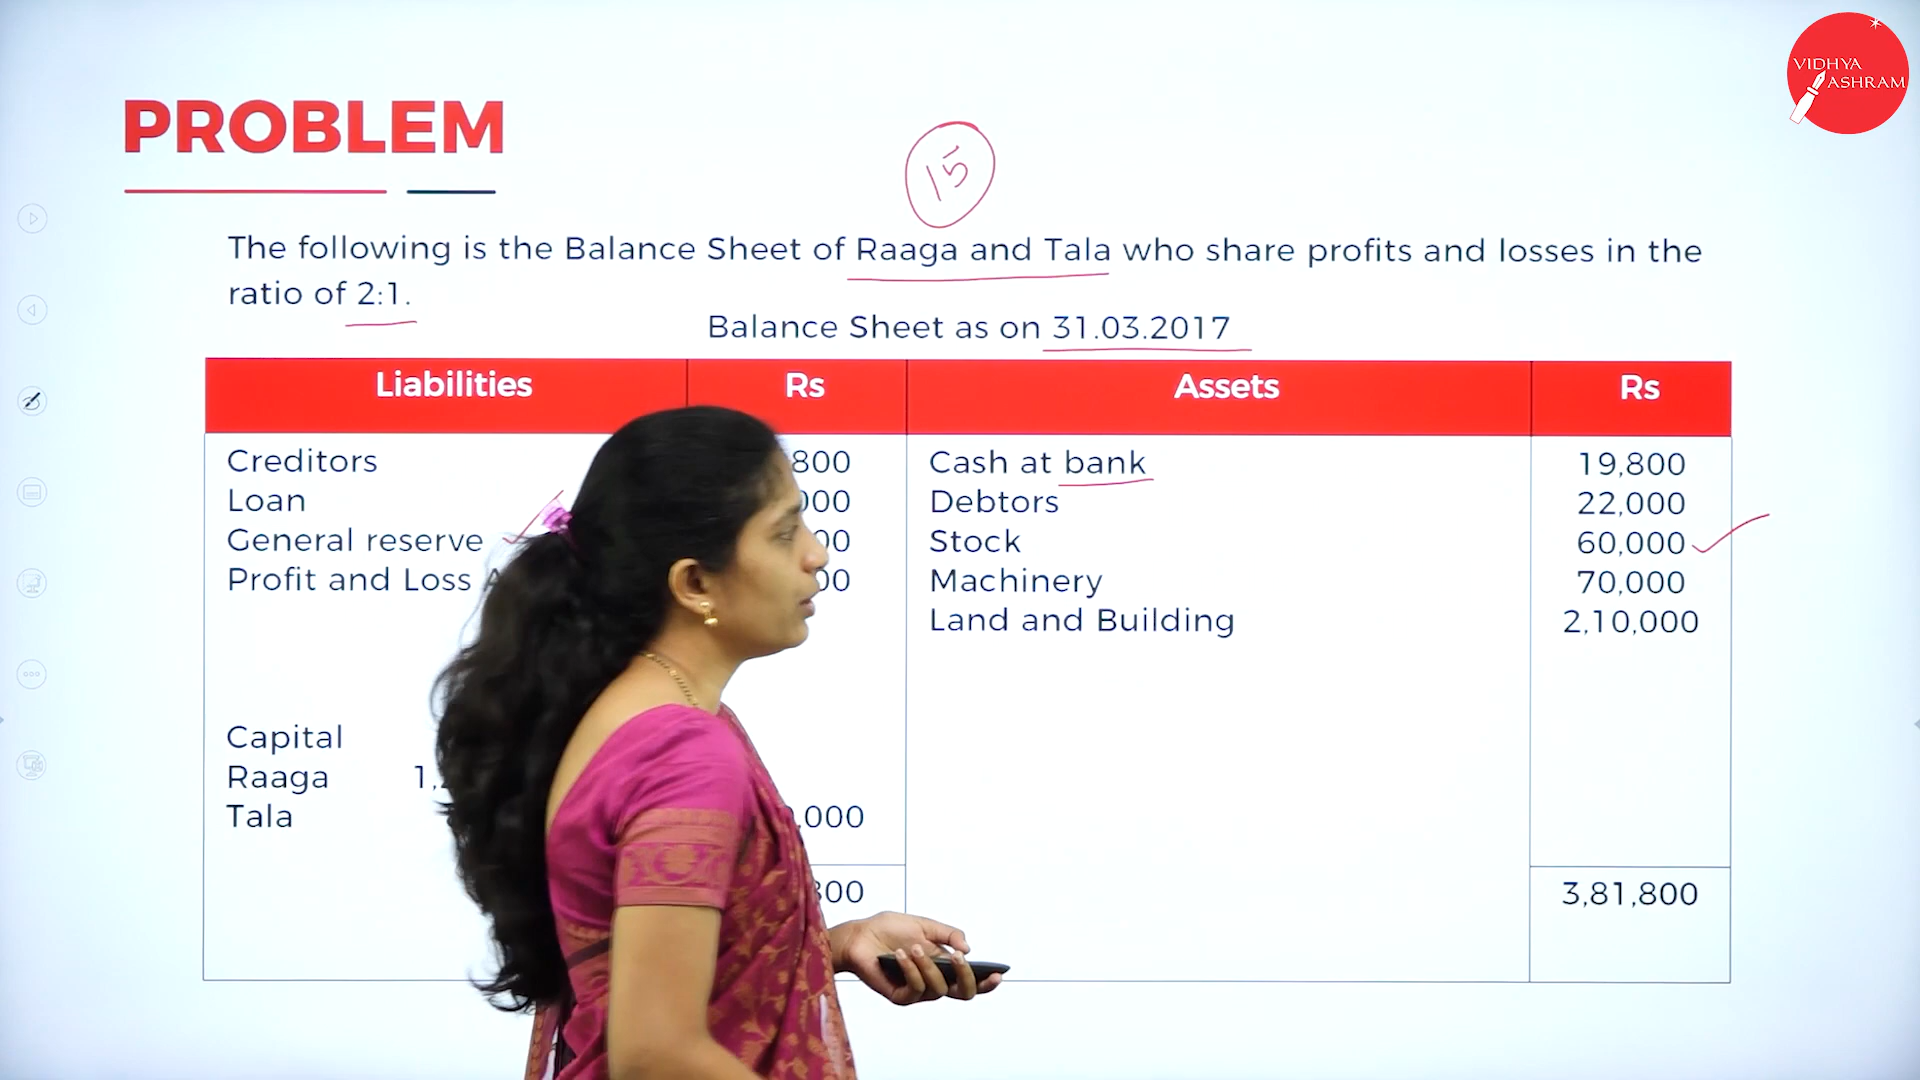 VIDHYA
ASHRAM
PROBLEM
15
The following is the Balance Sheet of Raaga and Tala who share profits and losses in the
ratio of 2:1.
Balance Sheet as on 31.03.2017
Liabilities Rs Assets Rs
Creditors Cash at bank 19,800
Loan Debtors 22,000
General reserve Stock 60,000
Profit and Loss Machinery 70,000
Land and Building 2,10,000
Capital
Raaga
Tala
3,81,800